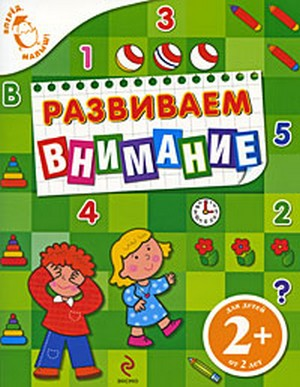 ВПЕРЁД,
МАЛЫШ!
3
1
В
РАЗВИВАЕМ
ВНИМАНИЕ
5
4
2
?
для детей
2+
от 2 лет
ЭКСМО